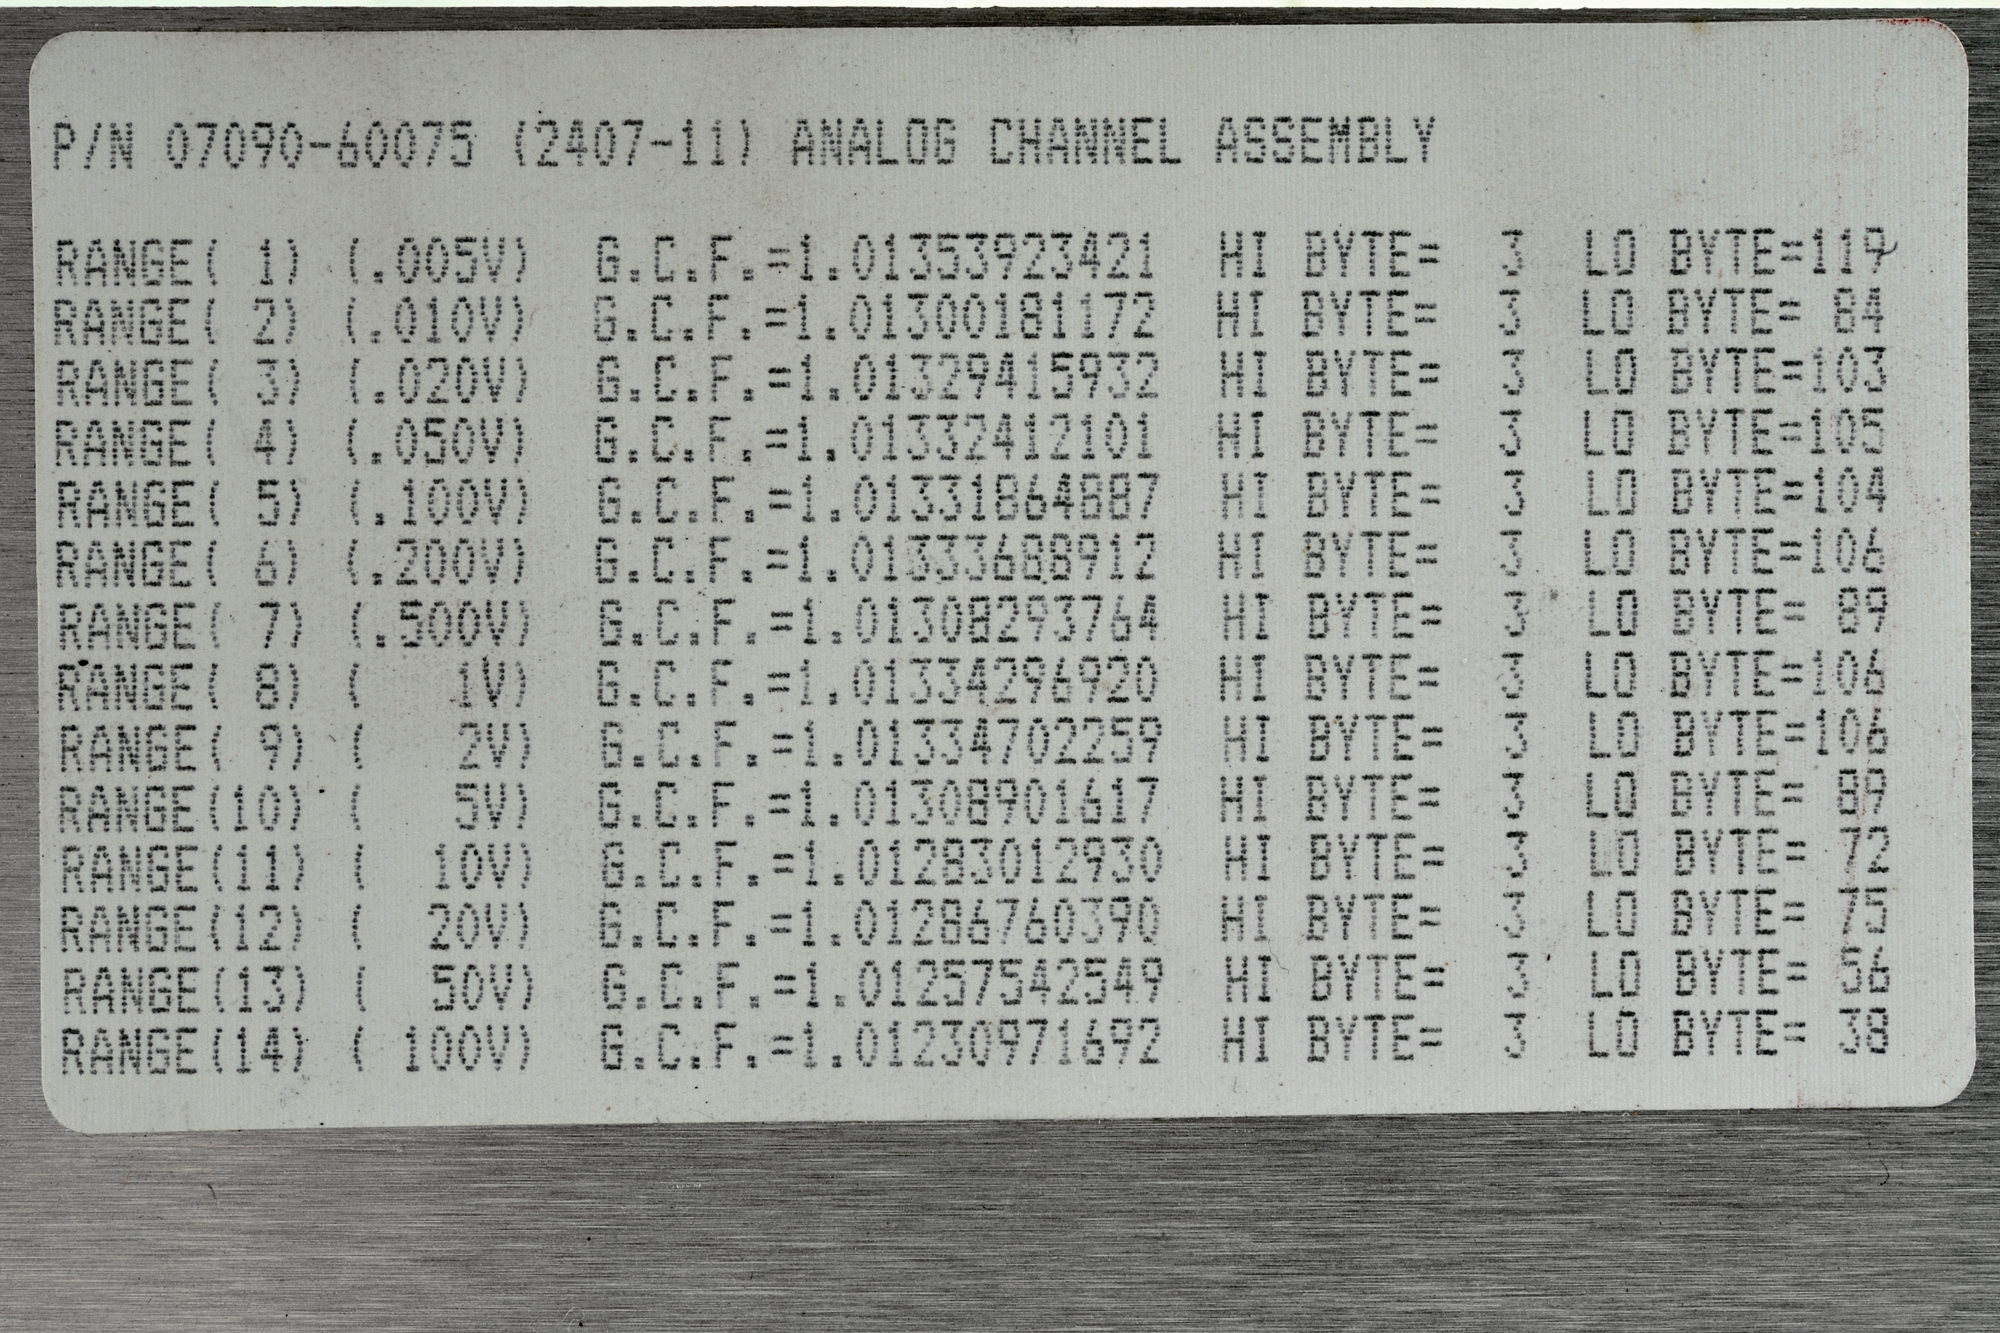 P/N 07090-60075 (2407-11) ANALOG CHANNEL ASSEMBLY
RANGE( 1) (.005V) G.C.F.=1.01353923421 HI BYTE= 3 LO BYTE=119
RANGE( 2) (.010V) G.C.F.=1.01300181172 HI BYTE= 3 LO BYTE= 84
RANGE( 3) (.020V) G.C.F.=1.01329415932 HI BYTE= 3 LO BYTE=103
RANGE( 4) (.050V) G.C.F.=1.01332412101 HI BYTE= 3 LO BYTE=105
RANGE( 5) (.100V) G.C.F.=1.01331864887 HI BYTE= 3 LO BYTE=104
RANGE( 6) (.200V) G.C.F.=1.01333689912 HI BYTE= 3 LO BYTE=106
RANGE( 7) (.500V) G.C.F.=1.01308293764 HI BYTE= 3 LO BYTE= 89
RANGE( 8) ( 1V) G.C.F.=1.01334296920 HI BYTE= 3 LO BYTE=106
RANGE( 9) ( 2V) G.C.F.=1.01334702259 HI BYTE= 3 LO BYTE=106
RANGE(10) ( 5V) G.C.F.=1.01308901617 HI BYTE= 3 LO BYTE= 89
RANGE(11) ( 10V) G.C.F.=1.01283012930 HI BYTE= 3 LO BYTE= 72
RANGE(12) ( 20V) G.C.F.=1.01286760396 HI BYTE= 3 LO BYTE= 75
RANGE(13) ( 50V) G.C.F.=1.01257542549 HI BYTE= 3 LO BYTE= 56
RANGE(14) ( 100V) G.C.F.=1.01230971692 HI BYTE= 3 LO BYTE= 38